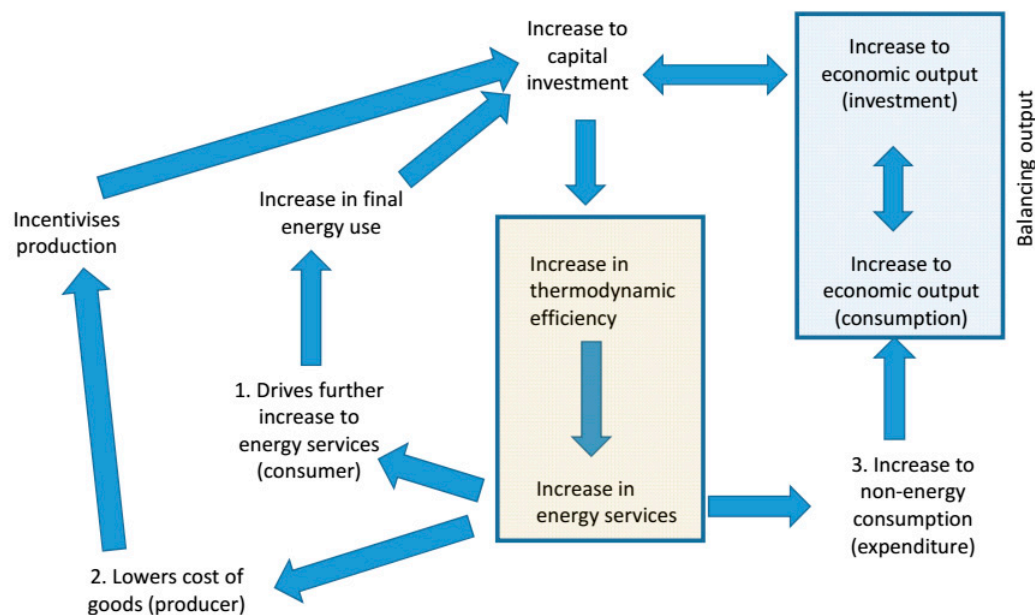 Increase to
capital
investment
Increase to
economic output
(investment)
Balancing output
Increase to
economic output
(consumption)
Incentivises
production
Increase in final
energy use
Increase in
thermodynamic
efficiency
Increase in
energy services
1. Drives further
increase to
energy services
(consumer)
2. Lowers cost of
goods (producer)
3. Increase to
non-energy
consumption
(expenditure)